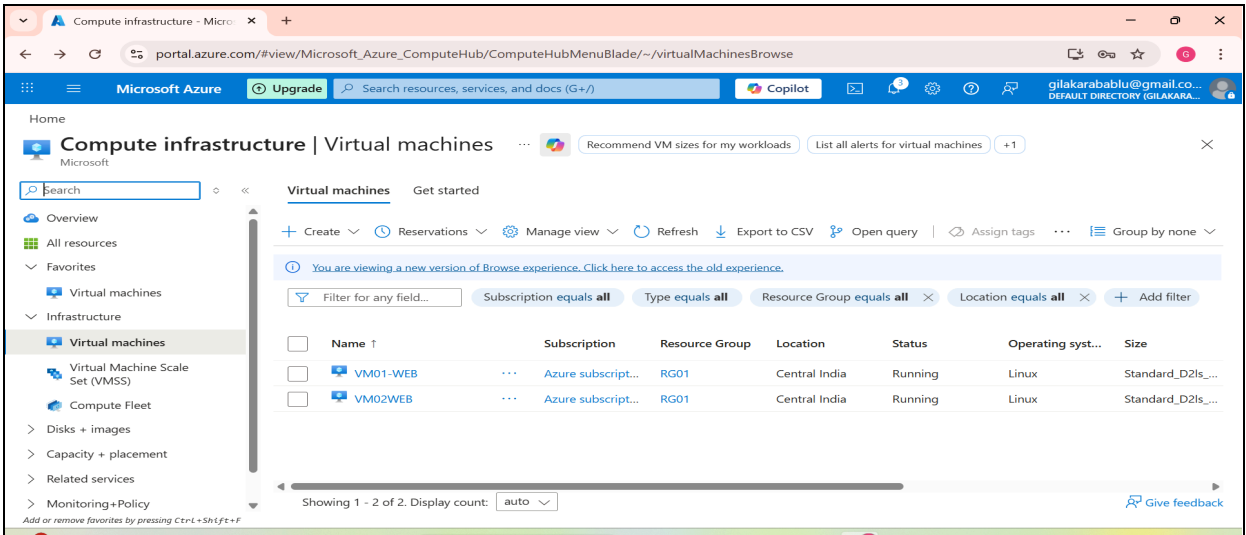 Compute infrastructure - Micro
portal.azure.com/#view/Microsoft_Azure_ComputeHub/ComputeHubMenuBlade/~/virtualMachinesBrowse
G
Microsoft Azure
Upgrade
Search resources, services, and docs (G+/)
Copilot
3
gilakarabablu@gmail.co...
DEFAULT DIRECTORY (GILAKARA...
Home
Compute infrastructure | Virtual machines ...
Recommend VM sizes for my workloads
List all alerts for virtual machines
+1
Microsoft
Search
Overview
All resources
Favorites
Virtual machines
Infrastructure
Virtual machines
Virtual Machine Scale
Set (VMSS)
Compute Fleet
Disks + images
Capacity + placement
Related services
Monitoring+Policy
Add or remove favorites by pressing Ctrl+Shift+F
Virtual machines Get started
Create Reservations Manage view Refresh Export to CSV Open query | Assign tags ... Group by none
You are viewing a new version of Browse experience. Click here to access the old experience.
Filter for any field... Subscription equals all Type equals all Resource Group equals all Location equals all Add filter
Name ↑ Subscription Resource Group Location Status Operating syst... Size
VM01-WEB ... Azure subscript... RG01 Central India Running Linux Standard_D2ls_...
VM02WEB ... Azure subscript... RG01 Central India Running Linux Standard_D2ls_...
Showing 1 - 2 of 2. Display count: auto
Give feedback